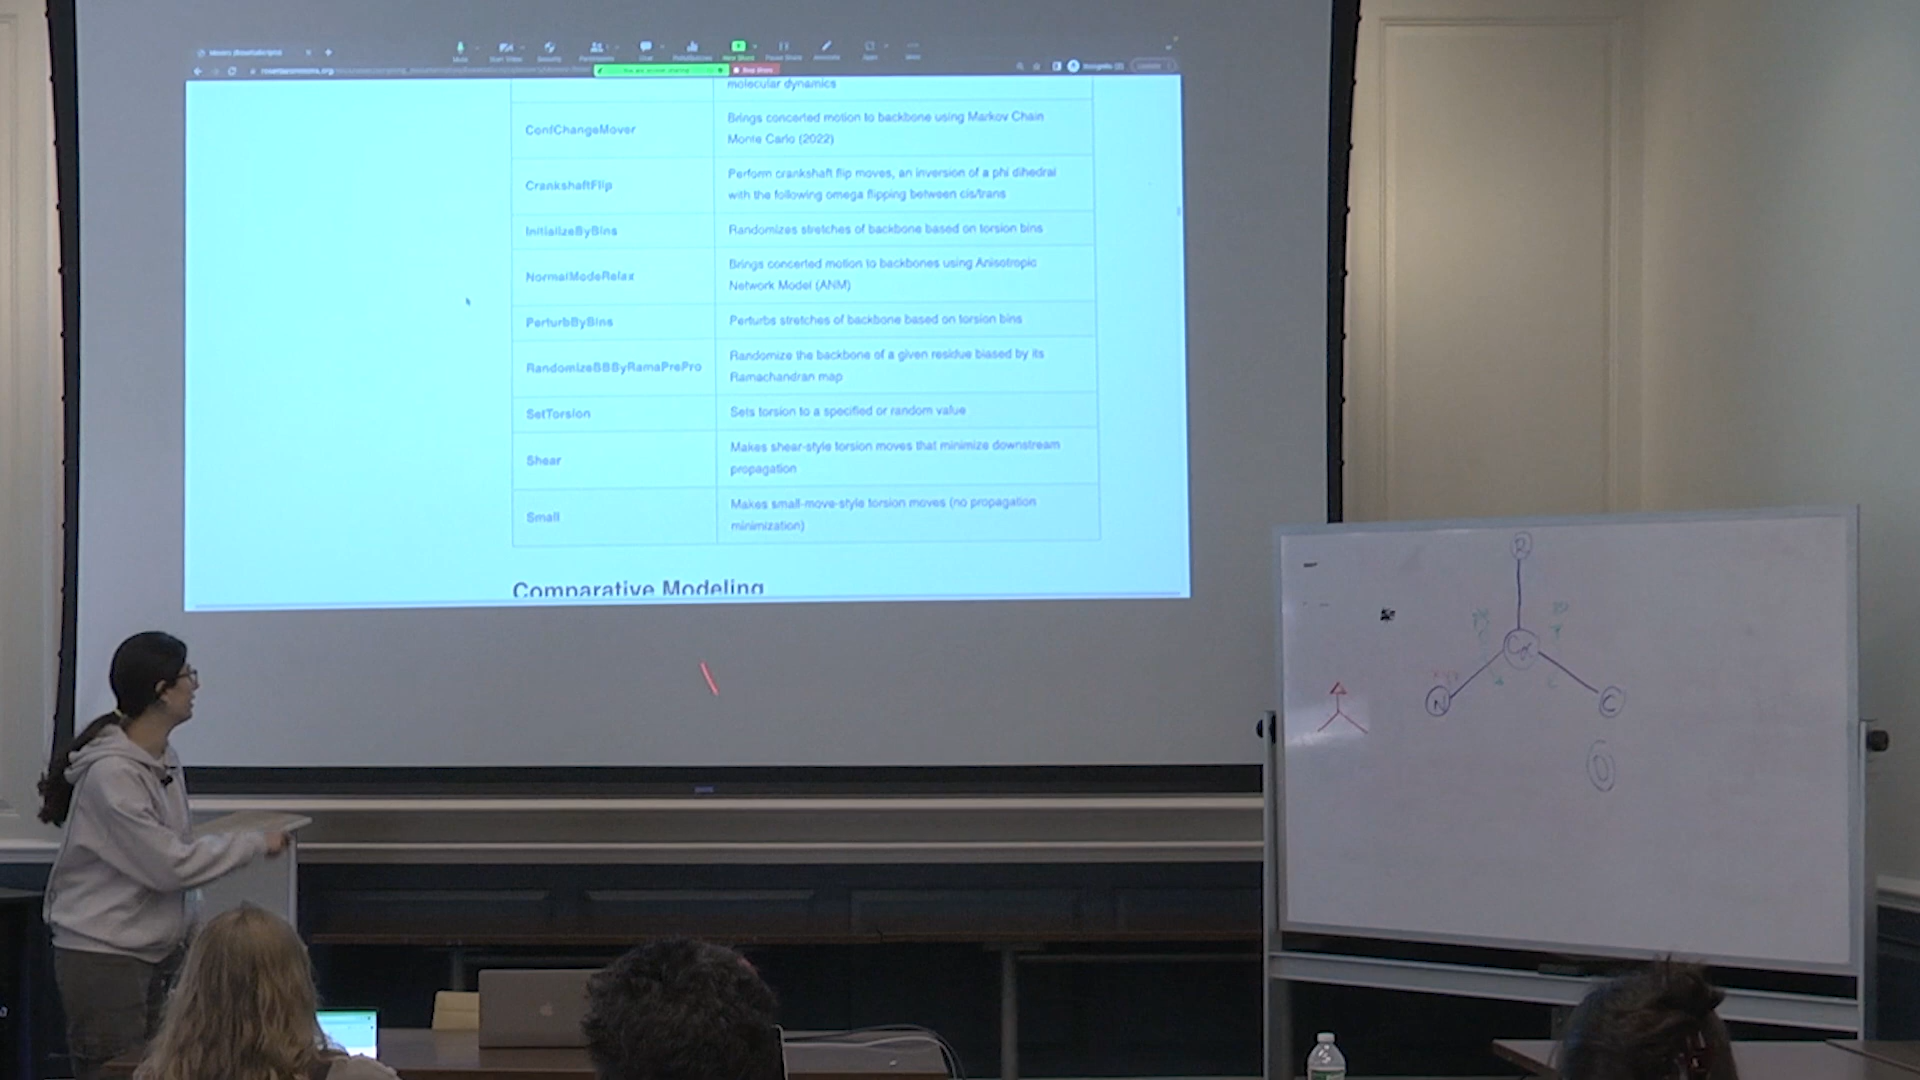 Movers (RosettaScripts)
molecular dynamics
ConfChangeMover
Brings concerted motion to backbone using Markov Chain
Monte Carlo (2022)
CrankshaftFlip
Perform crankshaft flip moves, an inversion of a phi dihedral
with the following omega flipping between cis/trans
InitializeByBins
Randomizes stretches of backbone based on torsion bins
NormalModeRelax
Brings concerted motion to backbones using Anisotropic
Network Model (ANM)
PerturbByBins
Perturbs stretches of backbone based on torsion bins
RandomizeBBByRamaPrePro
Randomize the backbone of a given residue biased by its
Ramachandran map
SetTorsion
Sets torsion to a specified or random value
Shear
Makes shear-style torsion moves that minimize downstream
propagation
Small
Makes small-move-style torsion moves (no propagation
minimization)
Comparative Modeling
R
Cα
N
C
O